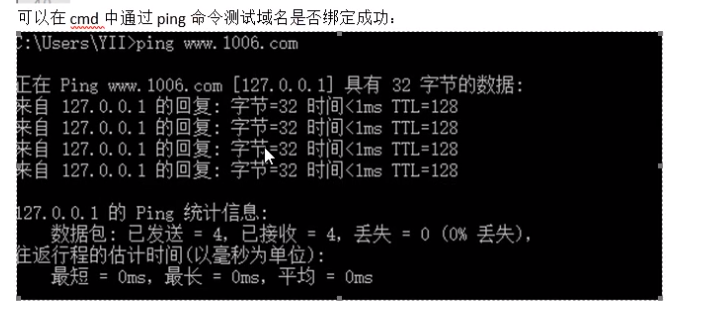 可以在 cmd 中通过 ping 命令测试域名是否绑定成功：
C:\Users\YII>ping www.1006.com
正在 Ping www.1006.com [127.0.0.1] 具有 32 字节的数据:
来自 127.0.0.1 的回复: 字节=32 时间<1ms TTL=128
来自 127.0.0.1 的回复: 字节=32 时间<1ms TTL=128
来自 127.0.0.1 的回复: 字节=32 时间<1ms TTL=128
来自 127.0.0.1 的回复: 字节=32 时间<1ms TTL=128
127.0.0.1 的 Ping 统计信息:
数据包: 已发送 = 4，已接收 = 4，丢失 = 0 (0% 丢失)，
往返行程的估计时间(以毫秒为单位):
最短 = 0ms，最长 = 0ms，平均 = 0ms